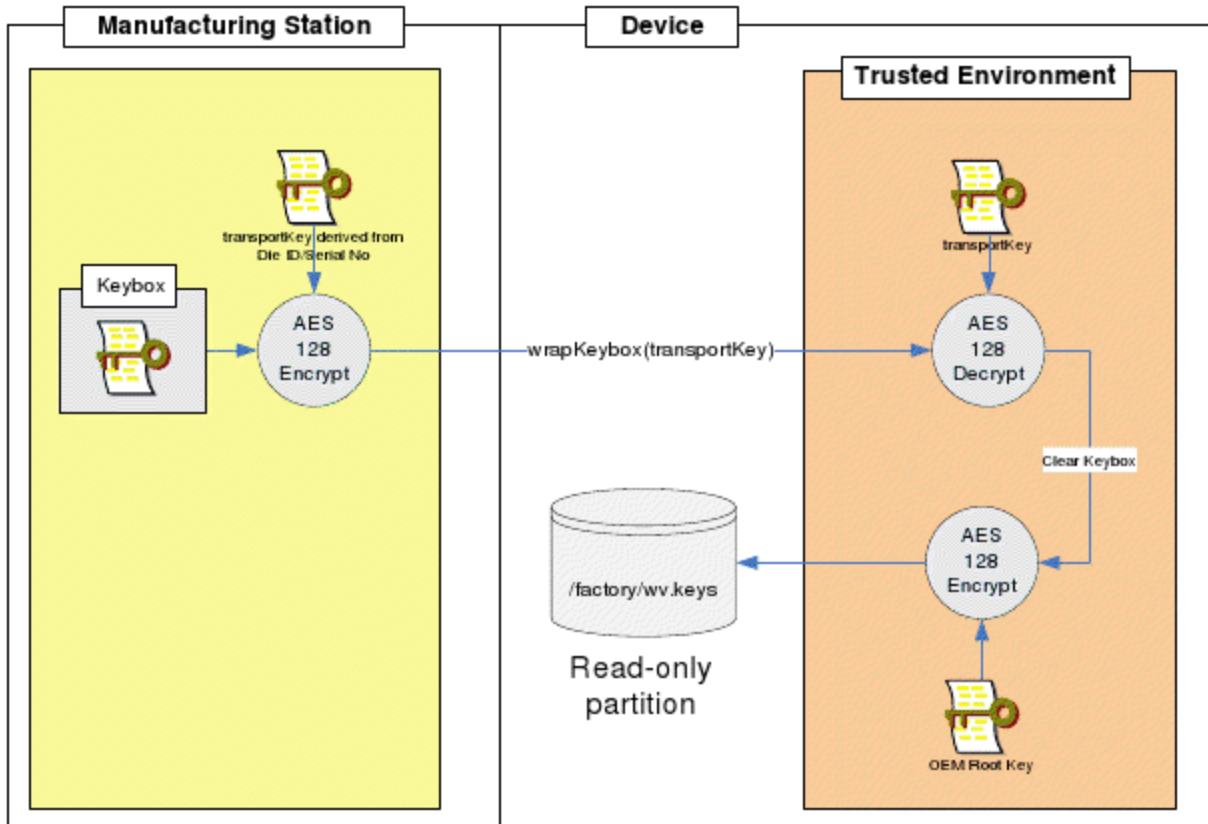 Manufacturing Station
Device
Trusted Environment
transportKey derived from
Die ID/Serial No
transportKey
Keybox
AES
128
Encrypt
wrapKeybox(transportKey)
AES
128
Decrypt
Clear Keybox
/factory/wv.keys
AES
128
Encrypt
Read-only
partition
OEM Root Key